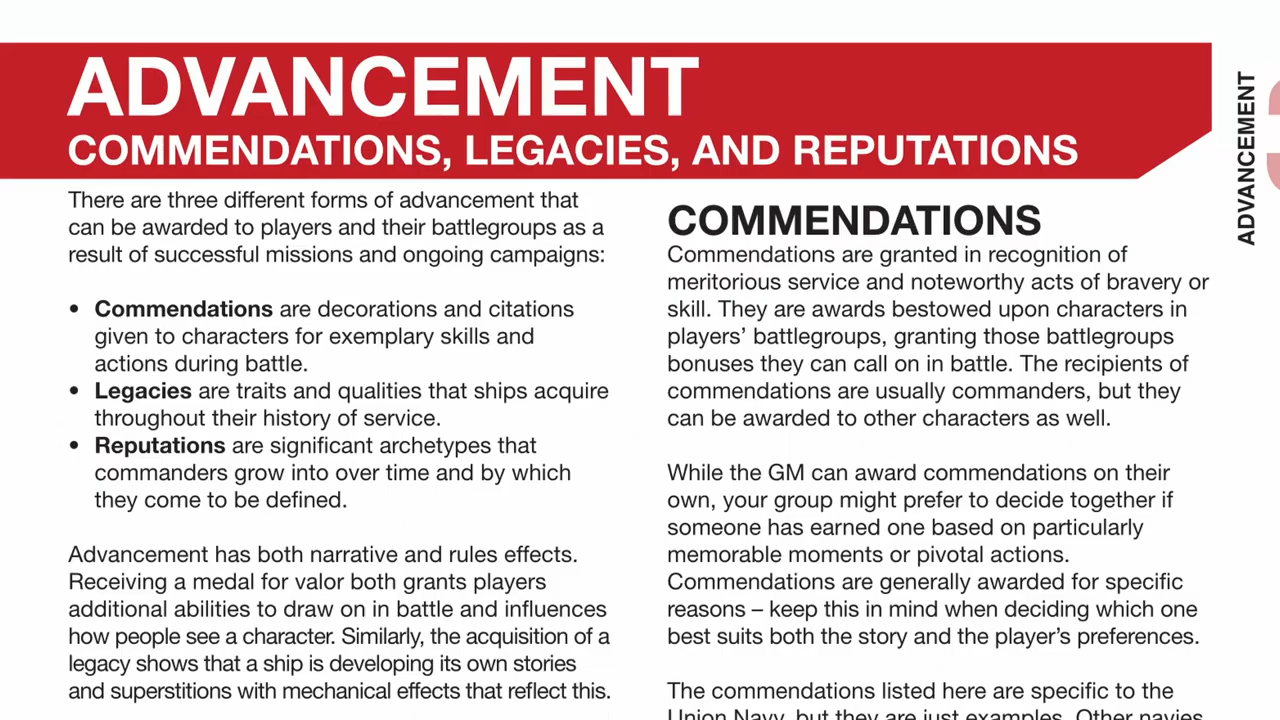 ADVANCEMENT
COMMENDATIONS, LEGACIES, AND REPUTATIONS
There are three different forms of advancement that
can be awarded to players and their battlegroups as a
result of successful missions and ongoing campaigns:
• Commendations are decorations and citations
given to characters for exemplary skills and
actions during battle.
• Legacies are traits and qualities that ships acquire
throughout their history of service.
• Reputations are significant archetypes that
commanders grow into over time and by which
they come to be defined.
Advancement has both narrative and rules effects.
Receiving a medal for valor both grants players
additional abilities to draw on in battle and influences
how people see a character. Similarly, the acquisition of a
legacy shows that a ship is developing its own stories
and superstitions with mechanical effects that reflect this.
COMMENDATIONS
Commendations are granted in recognition of
meritorious service and noteworthy acts of bravery or
skill. They are awards bestowed upon characters in
players’ battlegroups, granting those battlegroups
bonuses they can call on in battle. The recipients of
commendations are usually commanders, but they
can be awarded to other characters as well.
While the GM can award commendations on their
own, your group might prefer to decide together if
someone has earned one based on particularly
memorable moments or pivotal actions.
Commendations are generally awarded for specific
reasons – keep this in mind when deciding which one
best suits both the story and the player’s preferences.
The commendations listed here are specific to the
Union Navy, but they are just examples. Other navies
ADVANCEMENT